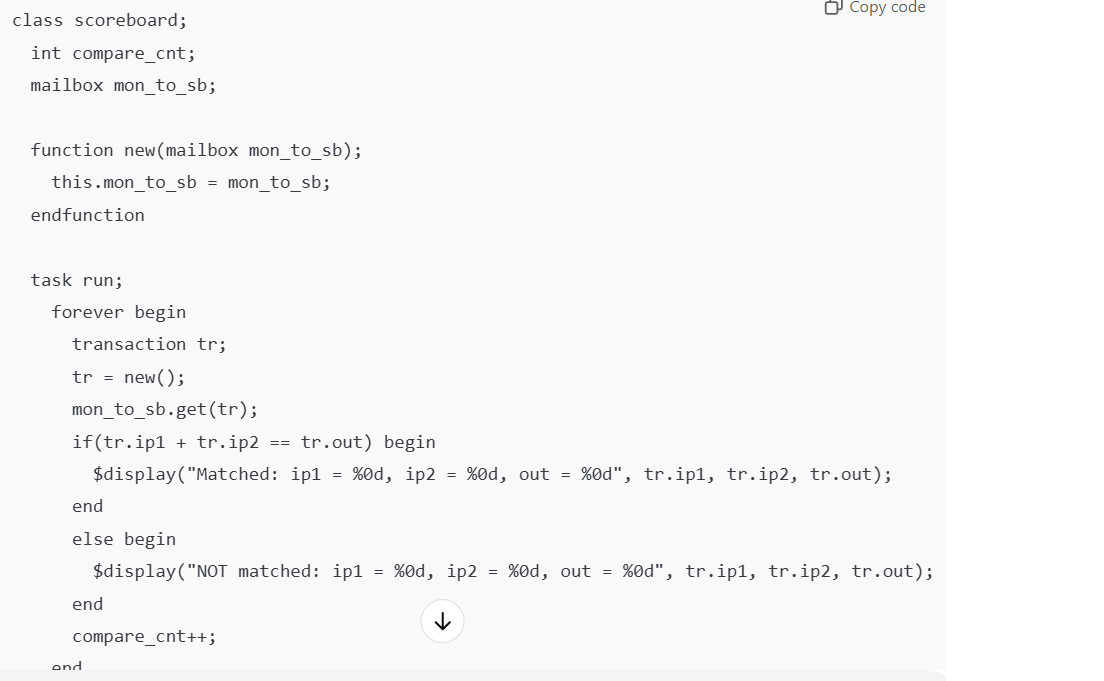 Copy code
class scoreboard;
int compare_cnt;
mailbox mon_to_sb;
function new(mailbox mon_to_sb);
this.mon_to_sb = mon_to_sb;
endfunction
task run;
forever begin
transaction tr;
tr = new();
mon_to_sb.get(tr);
if(tr.ip1 + tr.ip2 == tr.out) begin
$display("Matched: ip1 = %0d, ip2 = %0d, out = %0d", tr.ip1, tr.ip2, tr.out);
end
else begin
$display("NOT matched: ip1 = %0d, ip2 = %0d, out = %0d", tr.ip1, tr.ip2, tr.out);
end
compare_cnt++;
end